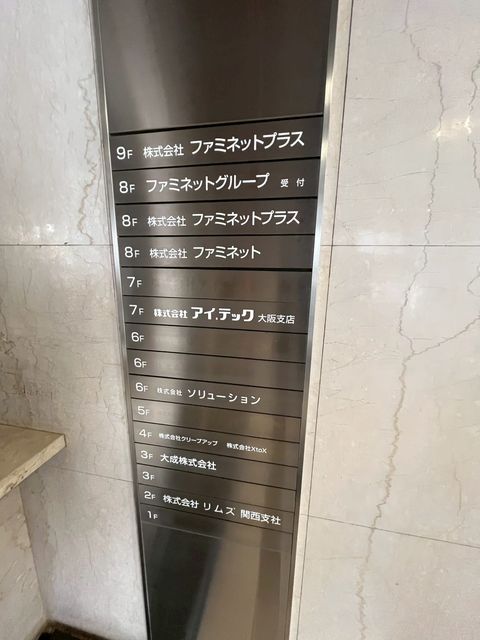 9F 株式会社 ファミネットプラス
8F ファミネットグループ 受付
8F 株式会社 ファミネットプラス
8F 株式会社 ファミネット
7F
7F 株式会社 アイ.テック 大阪支店
6F
6F
6F 株式会社 ソリューション
5F
4F 株式会社クリーブアップ 株式会社XtoX
3F 大成株式会社
3F
2F 株式会社 リムズ 関西支社
1F